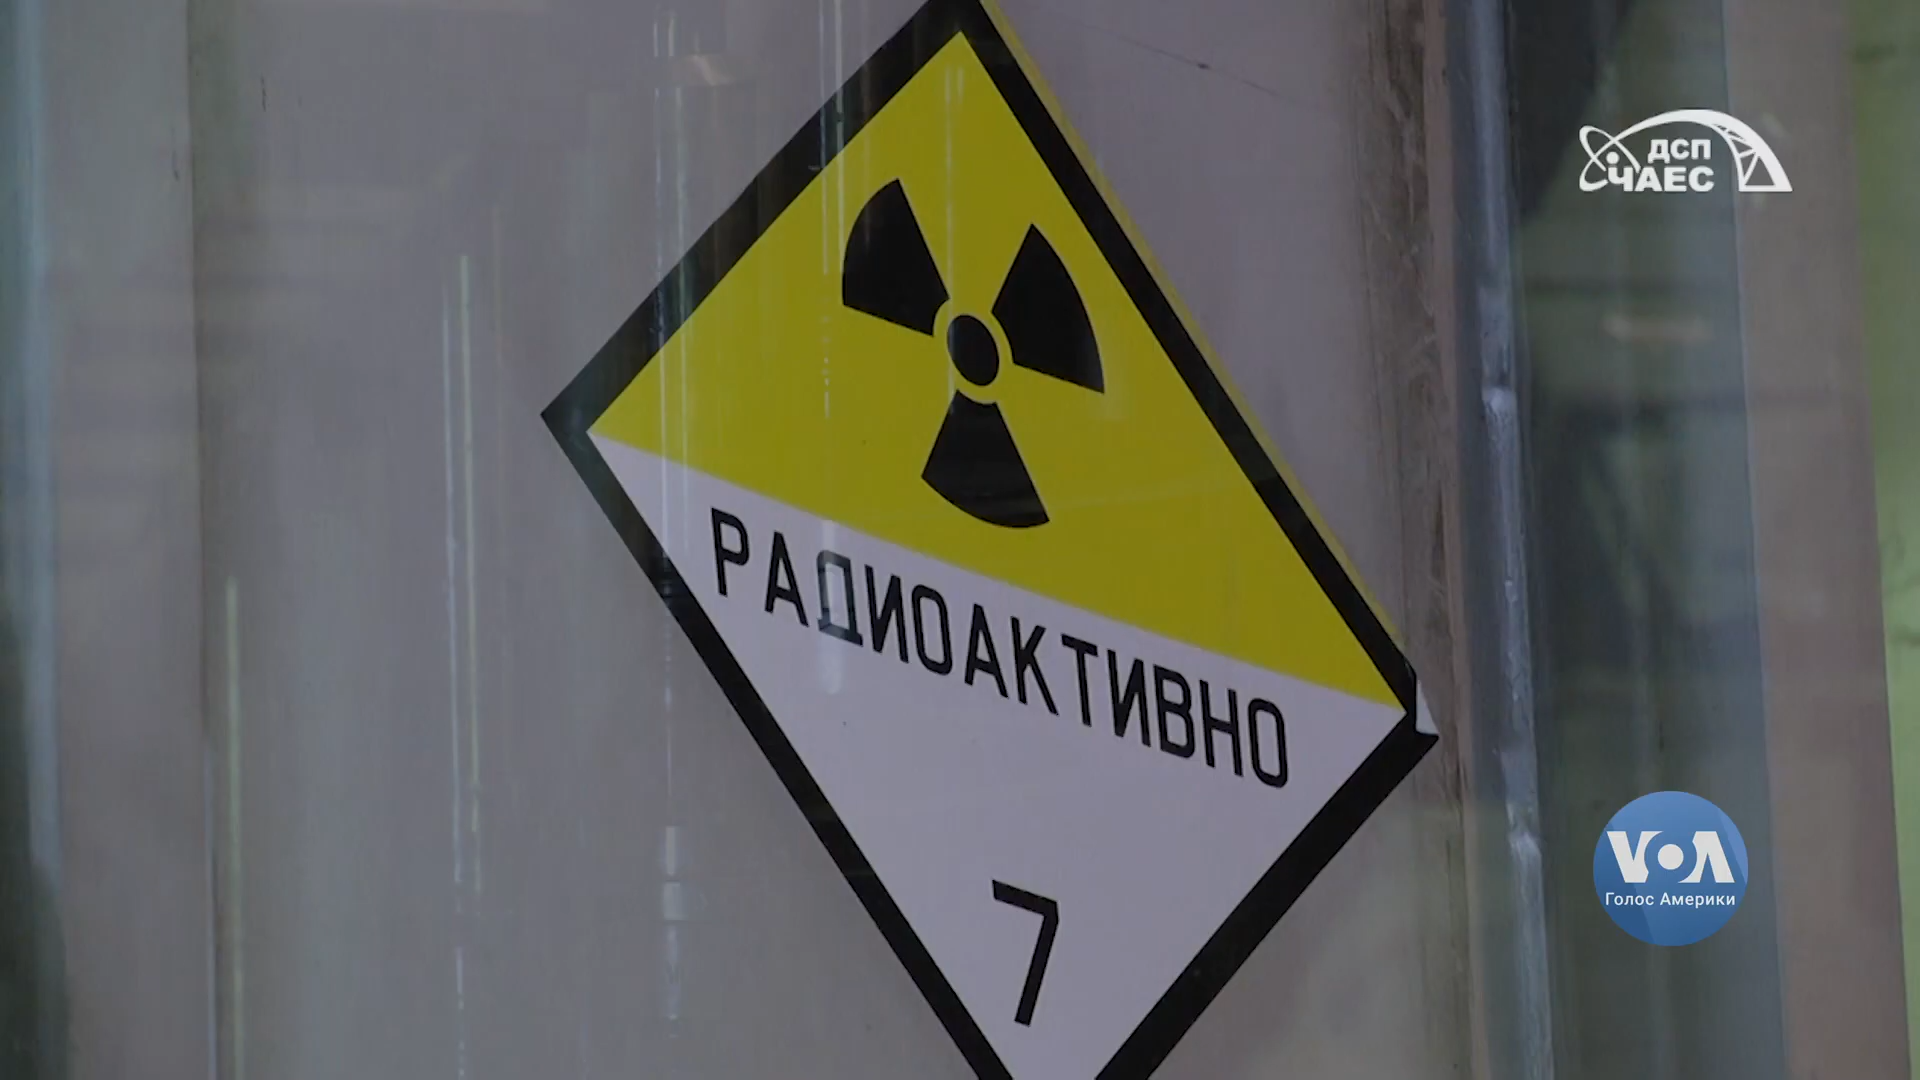 ДСП
ЧАЕС
РАДИОАКТИВНО
7
VOA
Голос Америки